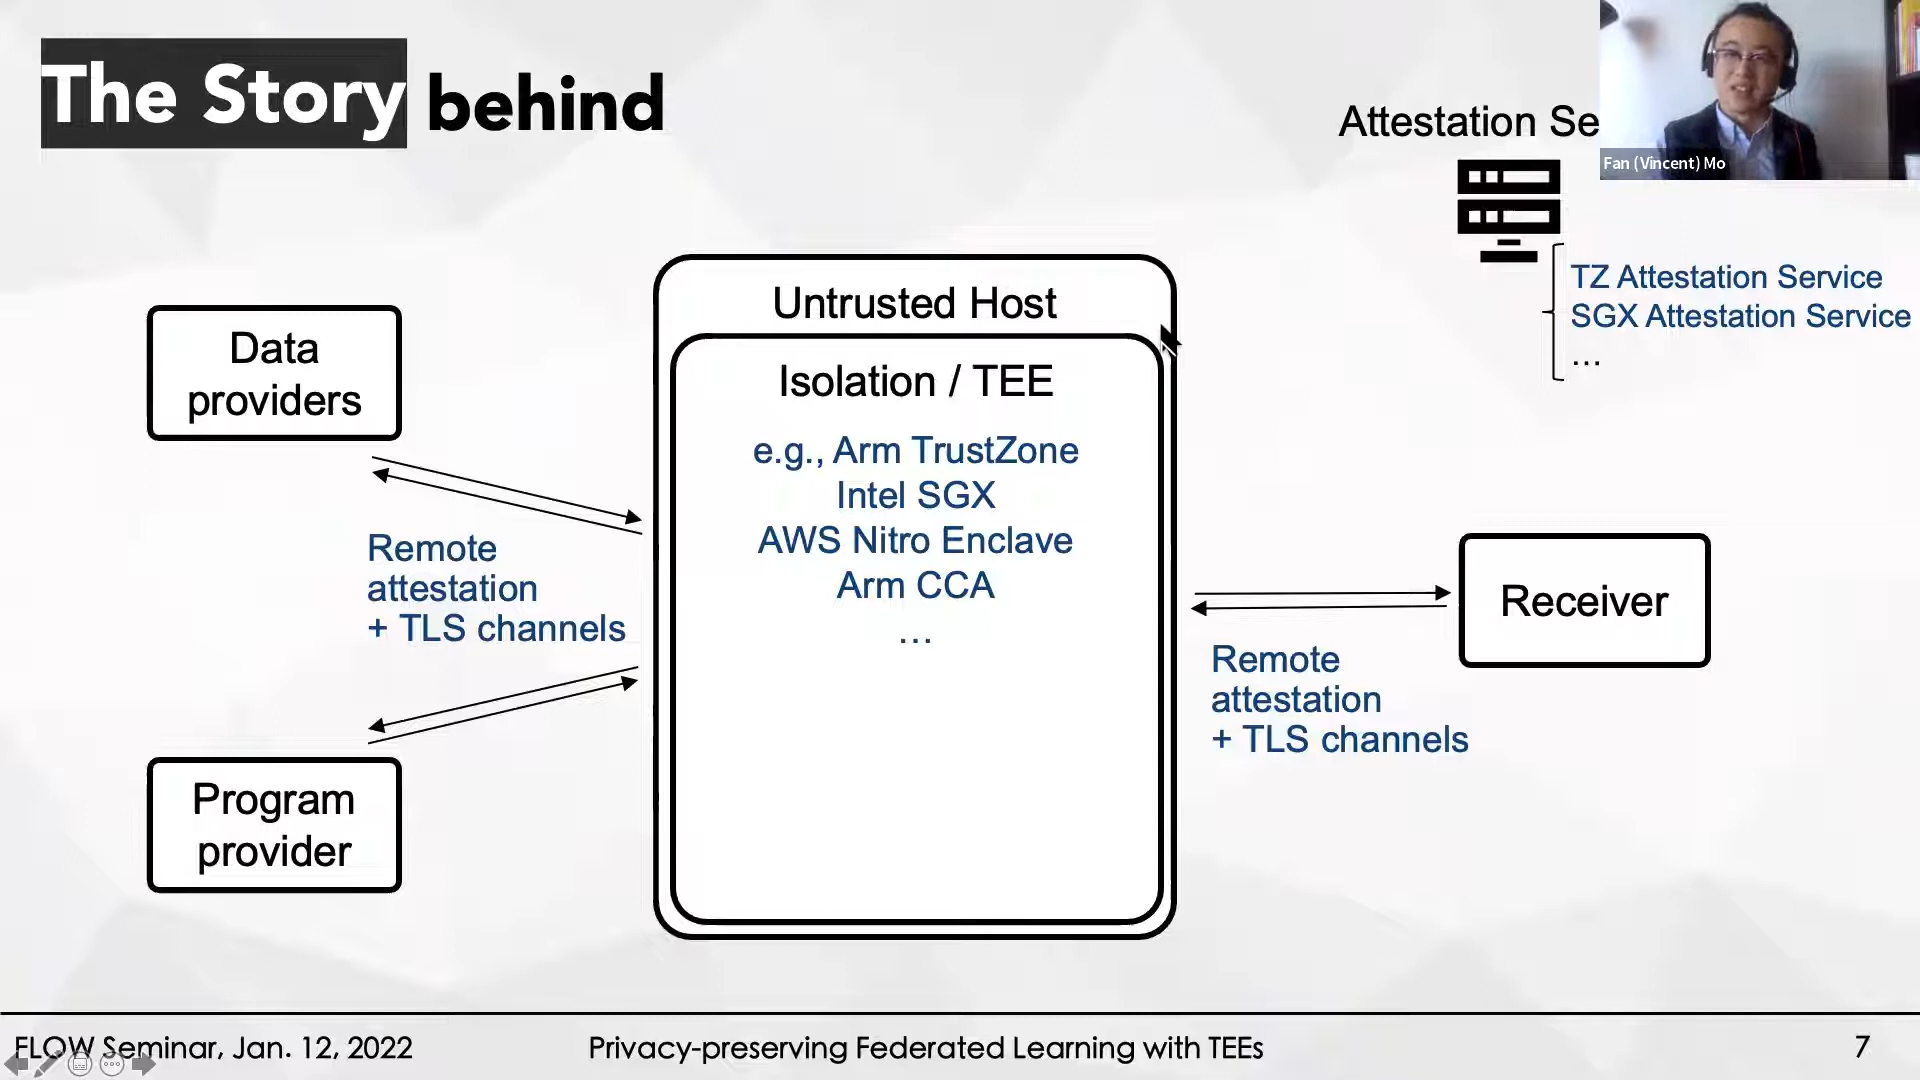 The Story behind
Attestation Se
Fan (Vincent) Mo
TZ Attestation Service
SGX Attestation Service
...
Untrusted Host
Isolation / TEE
e.g., Arm TrustZone
Intel SGX
AWS Nitro Enclave
Arm CCA
...
Data
providers
Remote
attestation
+ TLS channels
Program
provider
Receiver
Remote
attestation
+ TLS channels
FLOW Seminar, Jan. 12, 2022
Privacy-preserving Federated Learning with TEEs
7